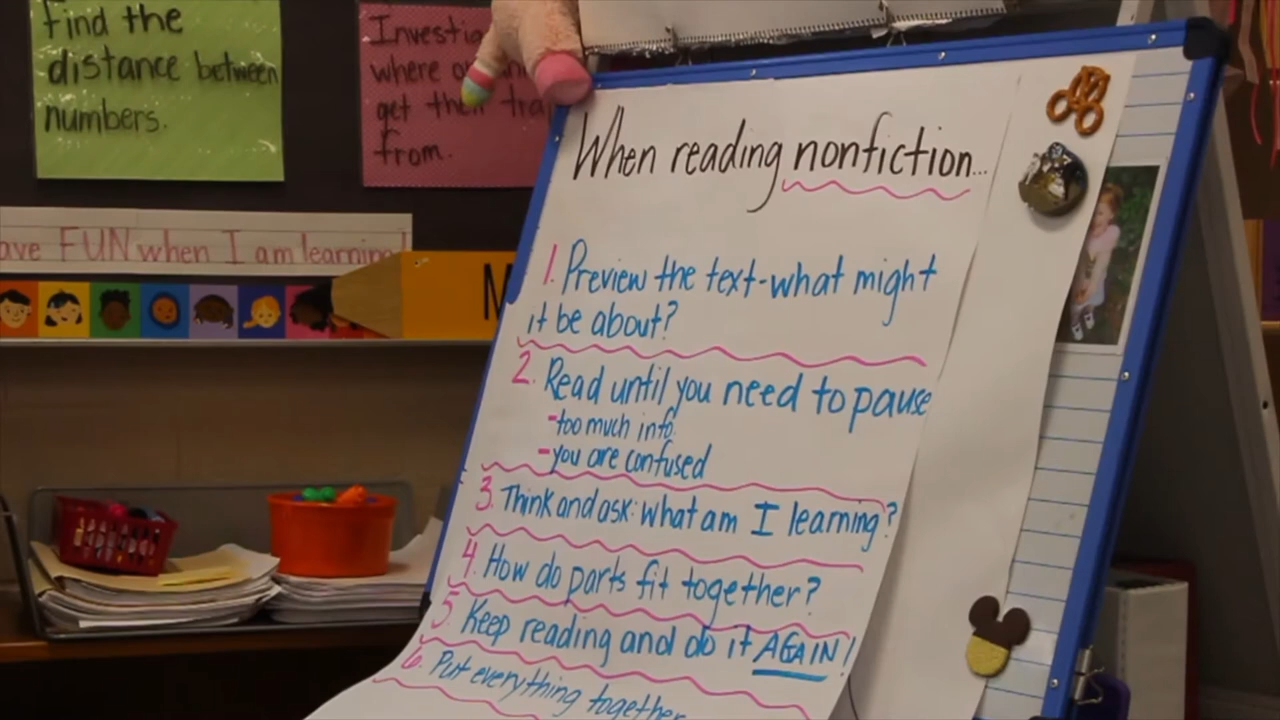 Find the
distance between
numbers.
where
get their
from.
ave FUN when I am learning!
M
When reading nonfiction...
1. Preview the text-what might
it be about?
2. Read until you need to pause
-too much info.
-you are confused
3. Think and ask: what am I learning?
4. How do parts fit together?
5. Keep reading and do it AGAIN!
6. Put everything together